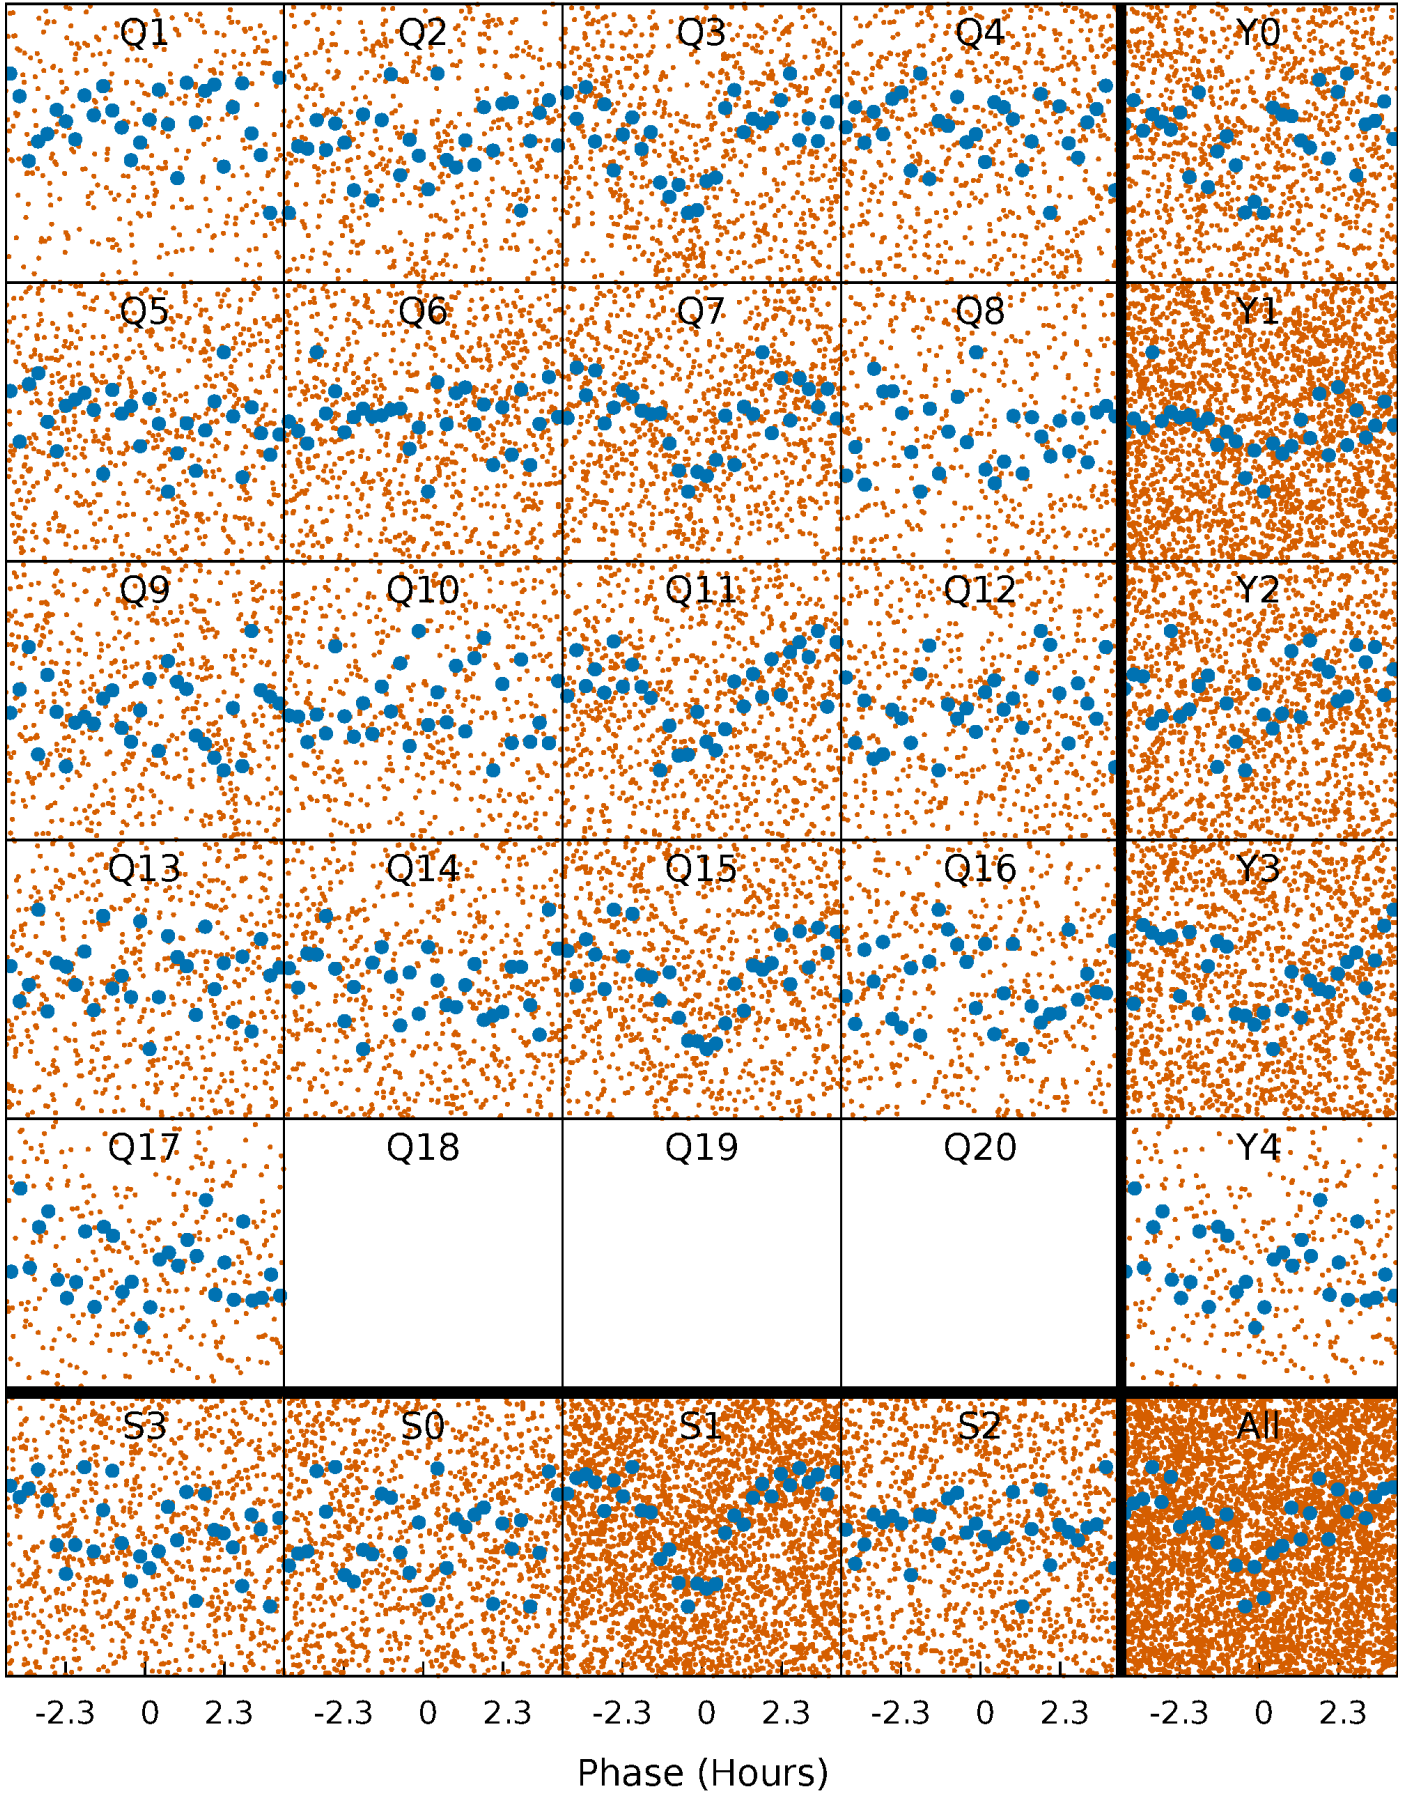 Q1 Q2 Q3 Q4 Y0
Q5 Q6 Q7 Q8 Y1
Q9 Q10 Q11 Q12 Y2
Q13 Q14 Q15 Q16 Y3
Q17 Q18 Q19 Q20 Y4
S3 S0 S1 S2 All
-2.3 0 2.3 -2.3 0 2.3 -2.3 0 2.3 -2.3 0 2.3 -2.3 0 2.3
Phase (Hours)